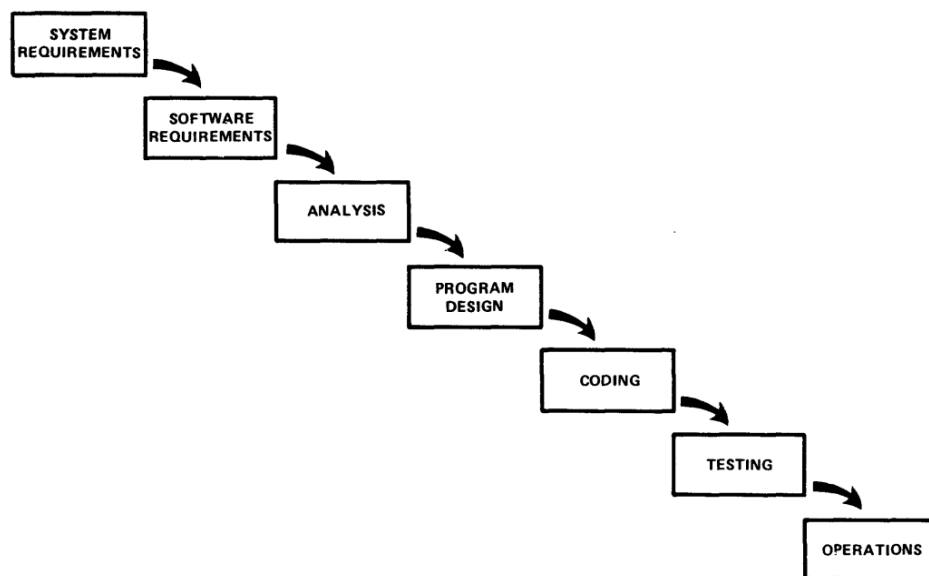 SYSTEM
REQUIREMENTS
SOFTWARE
REQUIREMENTS
ANALYSIS
PROGRAM
DESIGN
CODING
TESTING
OPERATIONS